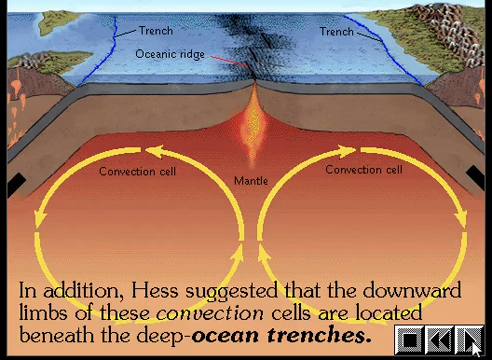 Trench
Trench
Oceanic ridge
Convection cell
Convection cell
Mantle
In addition, Hess suggested that the downward
limbs of these convection cells are located
beneath the deep-ocean trenches.